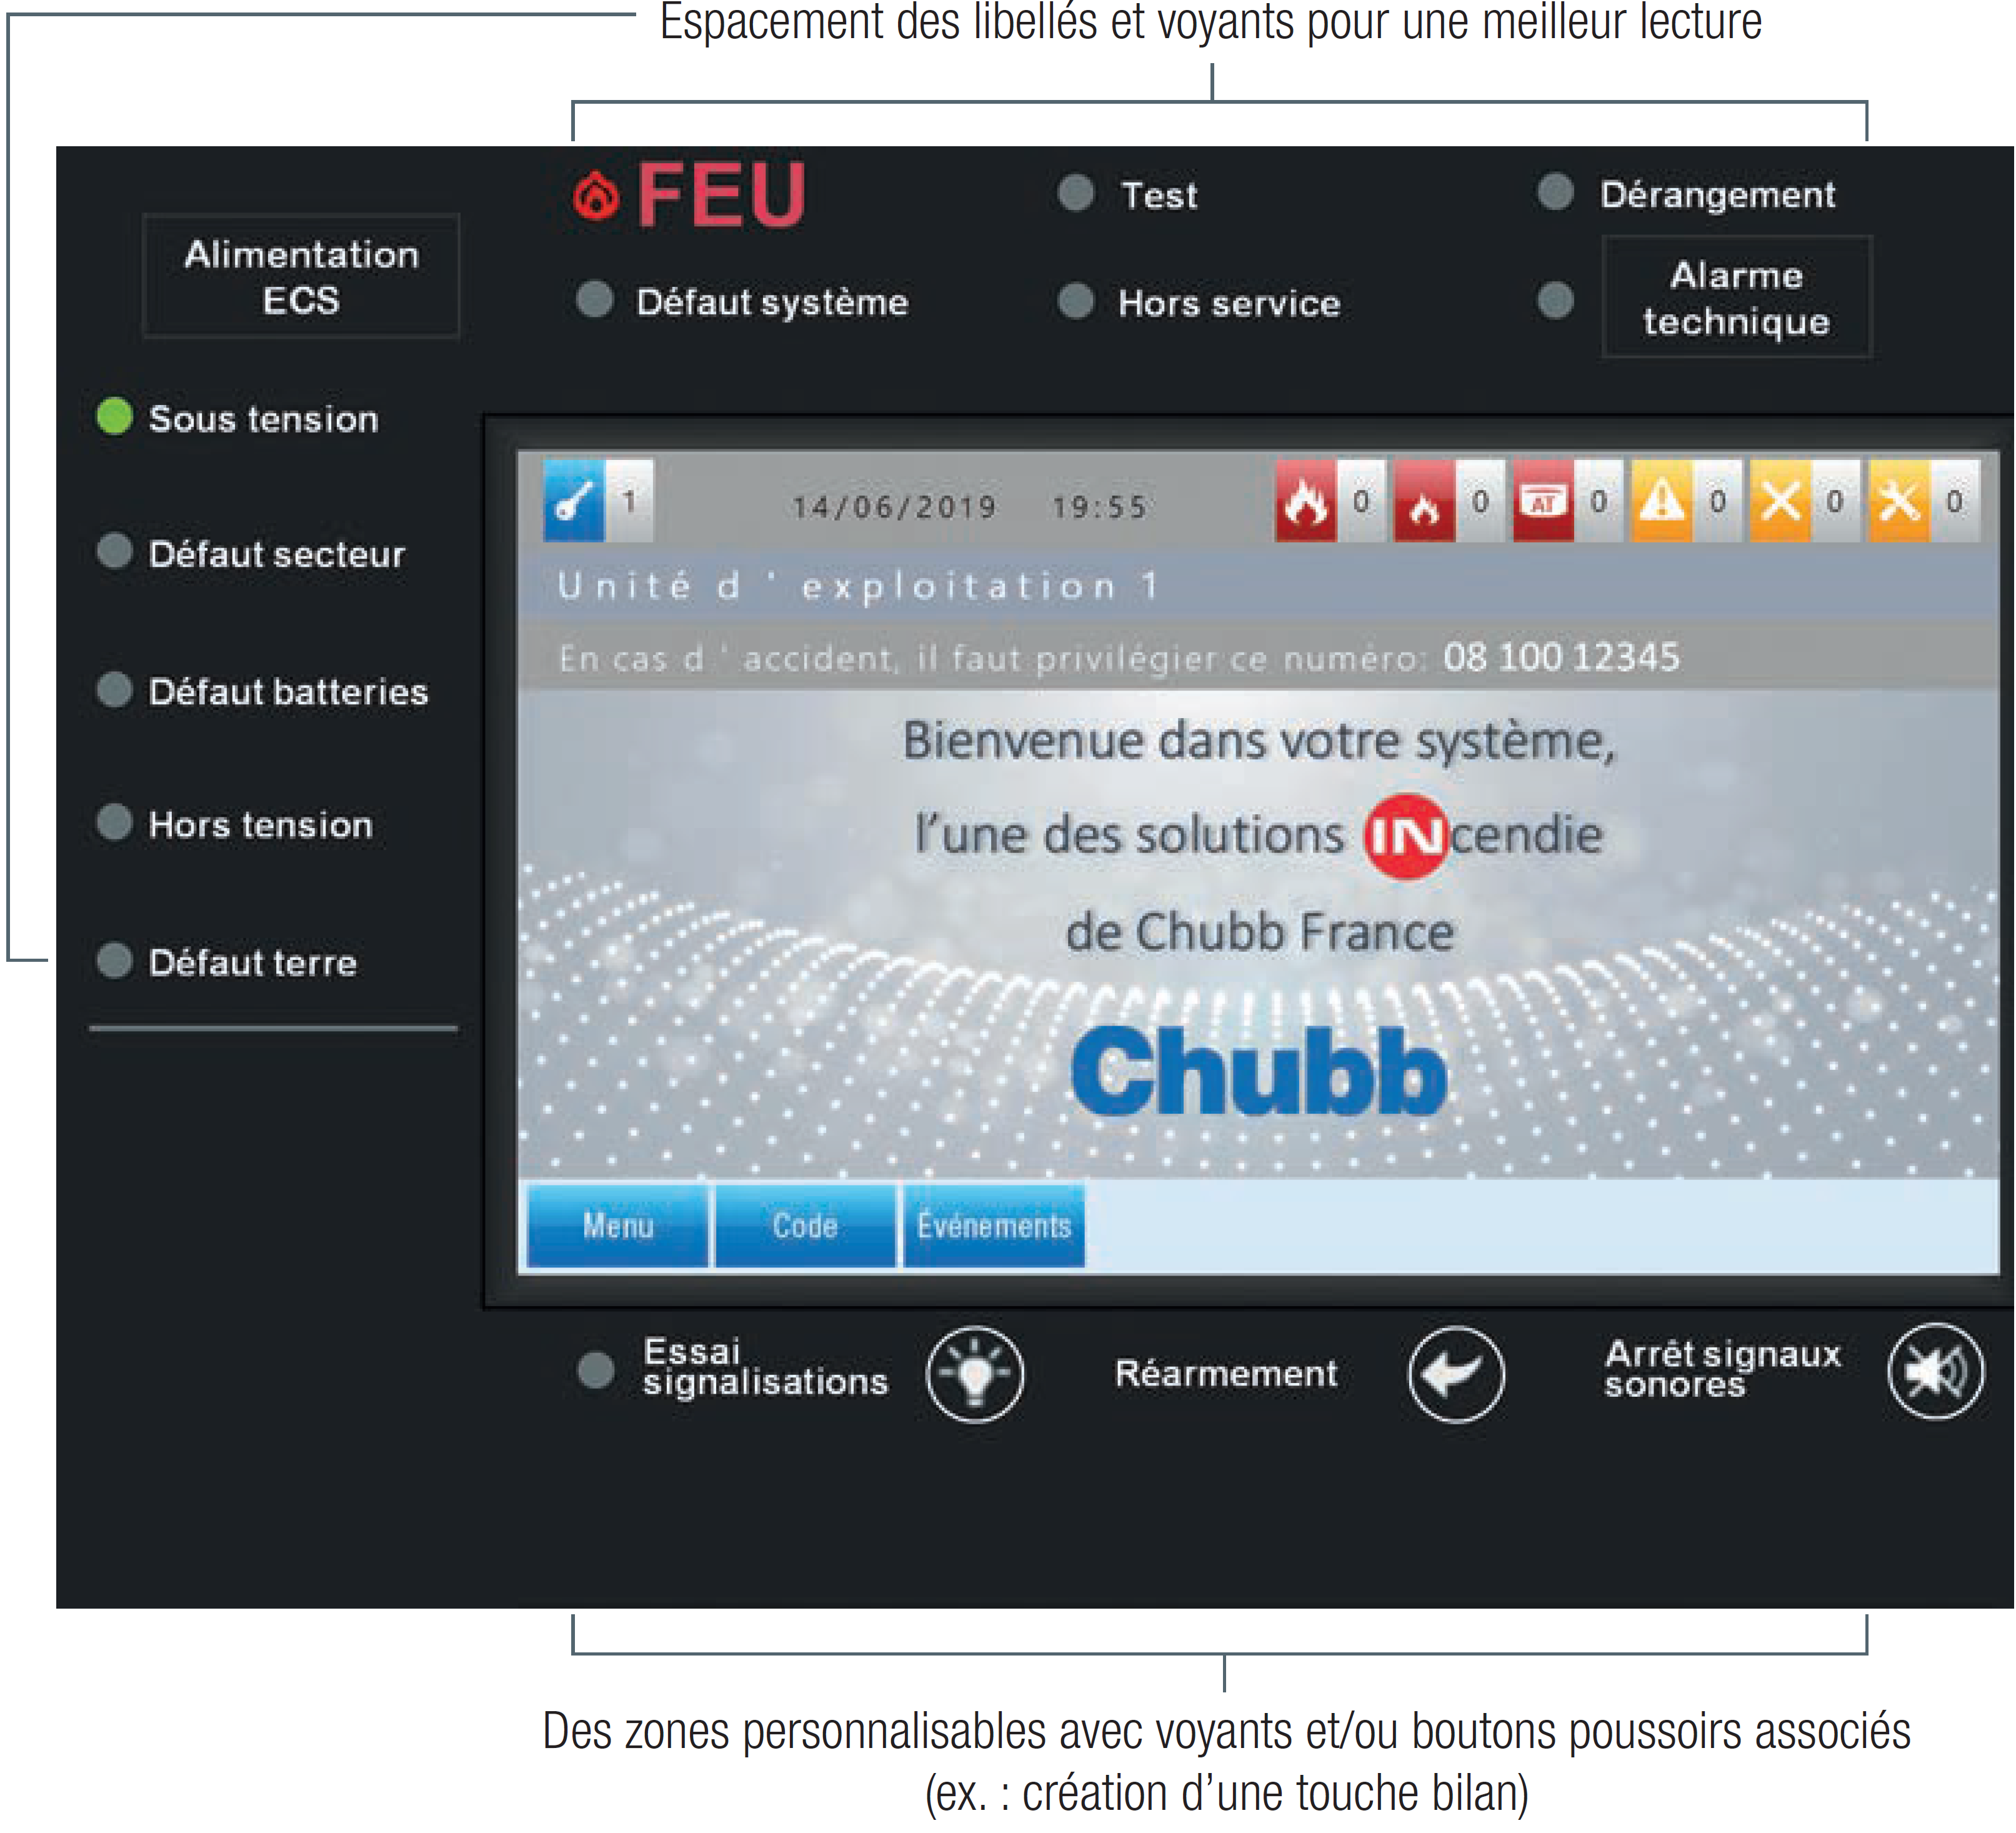 Espacement des libellés et voyants pour une meilleur lecture
Alimentation
ECS
FEU
Test
Dérangement
Défaut système
Hors service
Alarme
technique
Sous tension
Défaut secteur
Défaut batteries
Hors tension
Défaut terre
1 14/06/2019 19:55 0 0 AT 0 0 0 0
Unité d'exploitation 1
En cas d'accident, il faut privilégier ce numéro: 08 100 12345
Bienvenue dans votre système,
l'une des solutions INcendie
de Chubb France
Chubb
Menu Code Événements
Essai
signalisations
Réarmement
Arrêt signaux
sonores
Des zones personnalisables avec voyants et/ou boutons poussoirs associés
(ex. : création d'une touche bilan)